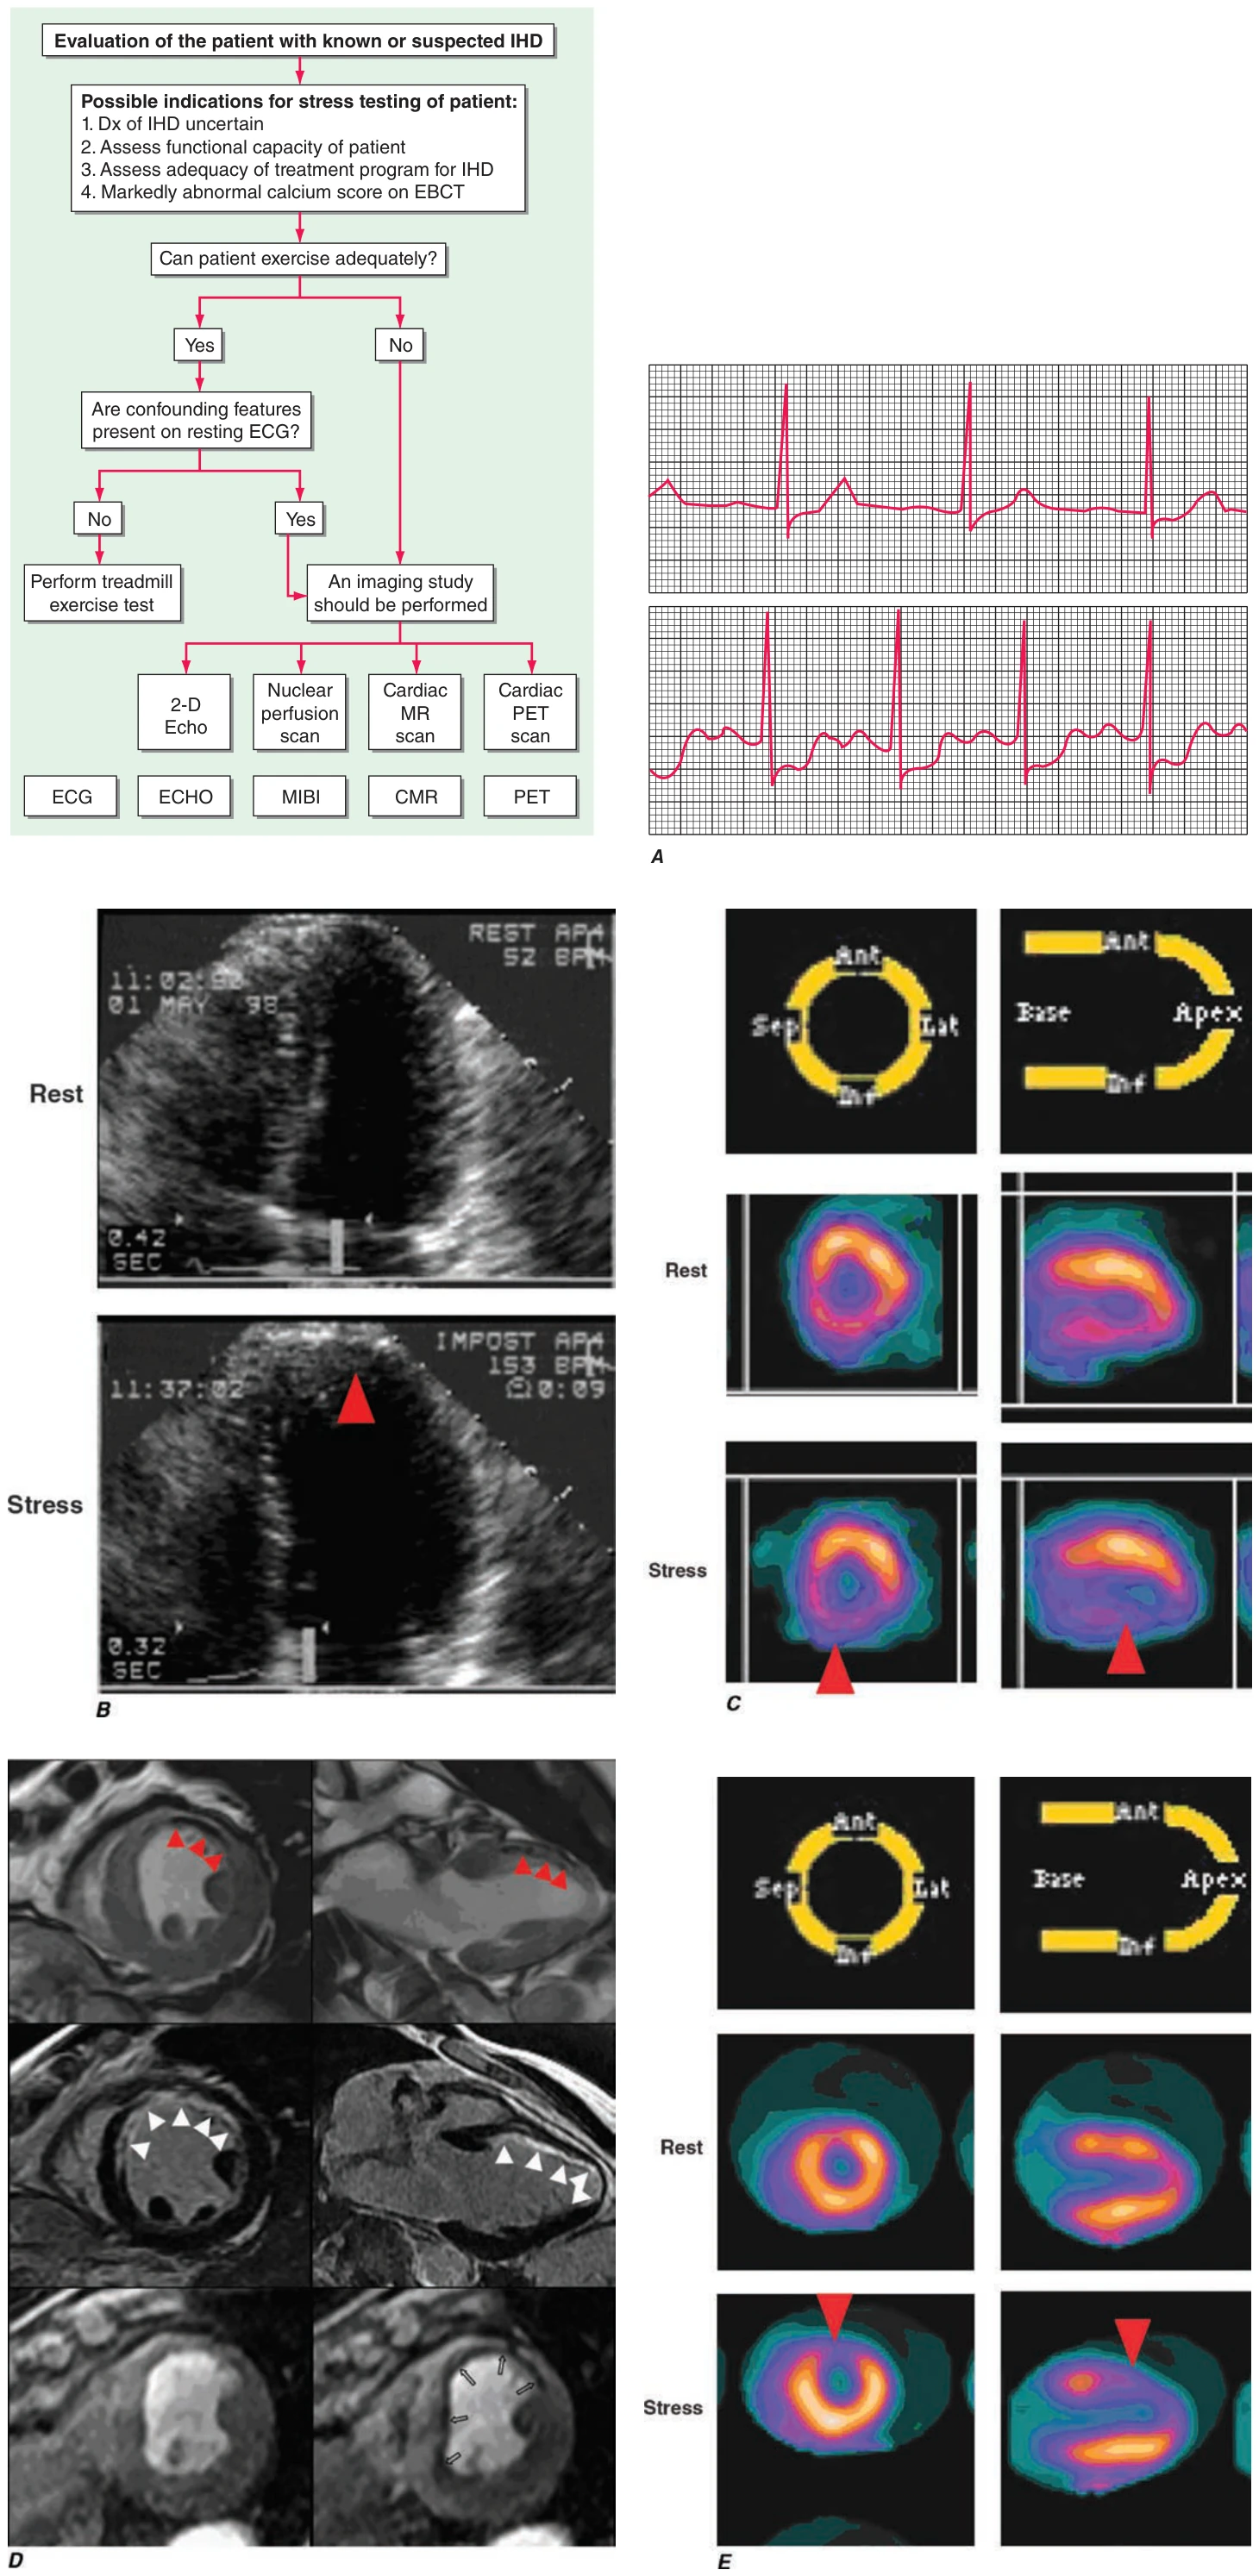 Evaluation of the patient with known or suspected IHD
Possible indications for stress testing of patient:
1. Dx of IHD uncertain
2. Assess functional capacity of patient
3. Assess adequacy of treatment program for IHD
4. Markedly abnormal calcium score on EBCT
Can patient exercise adequately?
Yes
No
Are confounding features
present on resting ECG?
No
Yes
Perform treadmill
exercise test
An imaging study
should be performed
2-D
Echo
Nuclear
perfusion
scan
Cardiac
MR
scan
Cardiac
PET
scan
ECG
ECHO
MIBI
CMR
PET
A
Rest
REST AP4
52 BPM
11:02:
01 MAY 98
0.42
SEC
Stress
IMPOST AP4
153 BPM
11:37:02
0:09
0.32
SEC
B
Ant
Sep
Lat
Inf
Ant
Base
Apex
Inf
Rest
Stress
C
D
Ant
Sep
Lat
Inf
Ant
Base
Apex
Inf
Rest
Stress
E